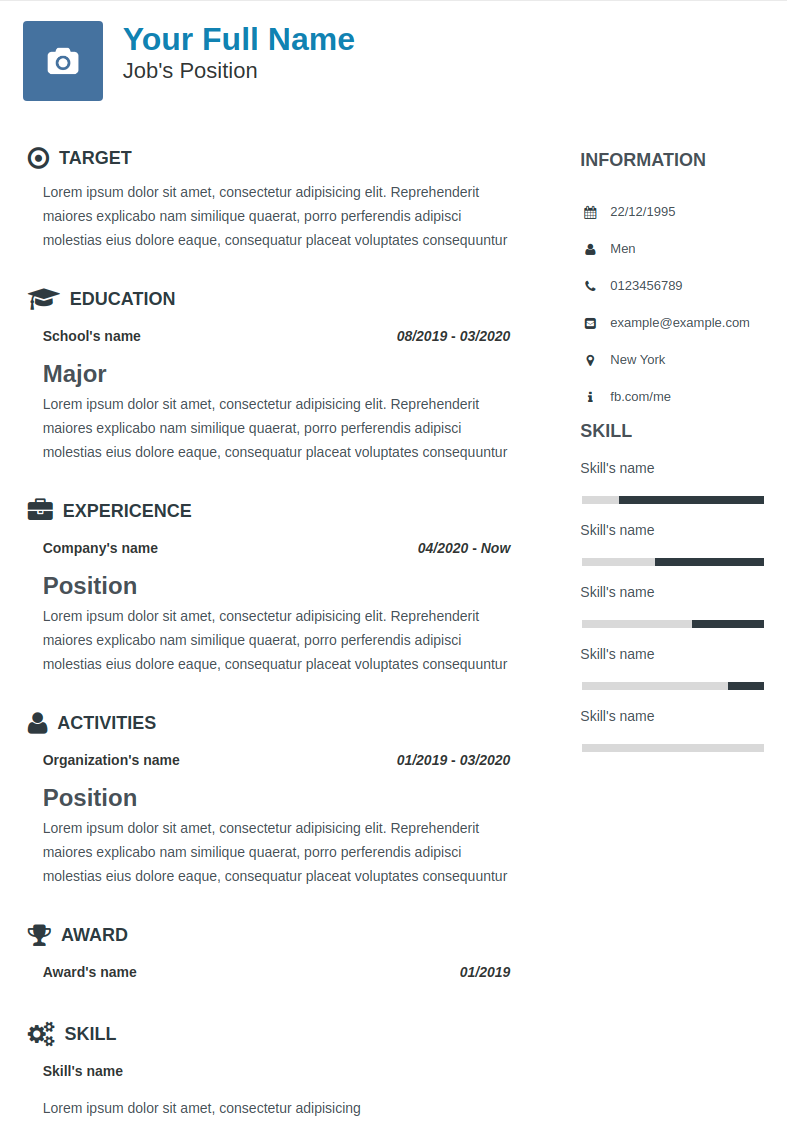 Your Full Name
Job's Position
TARGET
Lorem ipsum dolor sit amet, consectetur adipisicing elit. Reprehenderit
maiores explicabo nam similique quaerat, porro perferendis adipisci
molestias eius dolore eaque, consequatur placeat voluptates consequuntur
EDUCATION
School's name 08/2019 - 03/2020
Major
Lorem ipsum dolor sit amet, consectetur adipisicing elit. Reprehenderit
maiores explicabo nam similique quaerat, porro perferendis adipisci
molestias eius dolore eaque, consequatur placeat voluptates consequuntur
EXPERICENCE
Company's name 04/2020 - Now
Position
Lorem ipsum dolor sit amet, consectetur adipisicing elit. Reprehenderit
maiores explicabo nam similique quaerat, porro perferendis adipisci
molestias eius dolore eaque, consequatur placeat voluptates consequuntur
ACTIVITIES
Organization's name 01/2019 - 03/2020
Position
Lorem ipsum dolor sit amet, consectetur adipisicing elit. Reprehenderit
maiores explicabo nam similique quaerat, porro perferendis adipisci
molestias eius dolore eaque, consequatur placeat voluptates consequuntur
AWARD
Award's name 01/2019
SKILL
Skill's name
Lorem ipsum dolor sit amet, consectetur adipisicing
INFORMATION
22/12/1995
Men
0123456789
example@example.com
New York
fb.com/me
SKILL
Skill's name
Skill's name
Skill's name
Skill's name
Skill's name